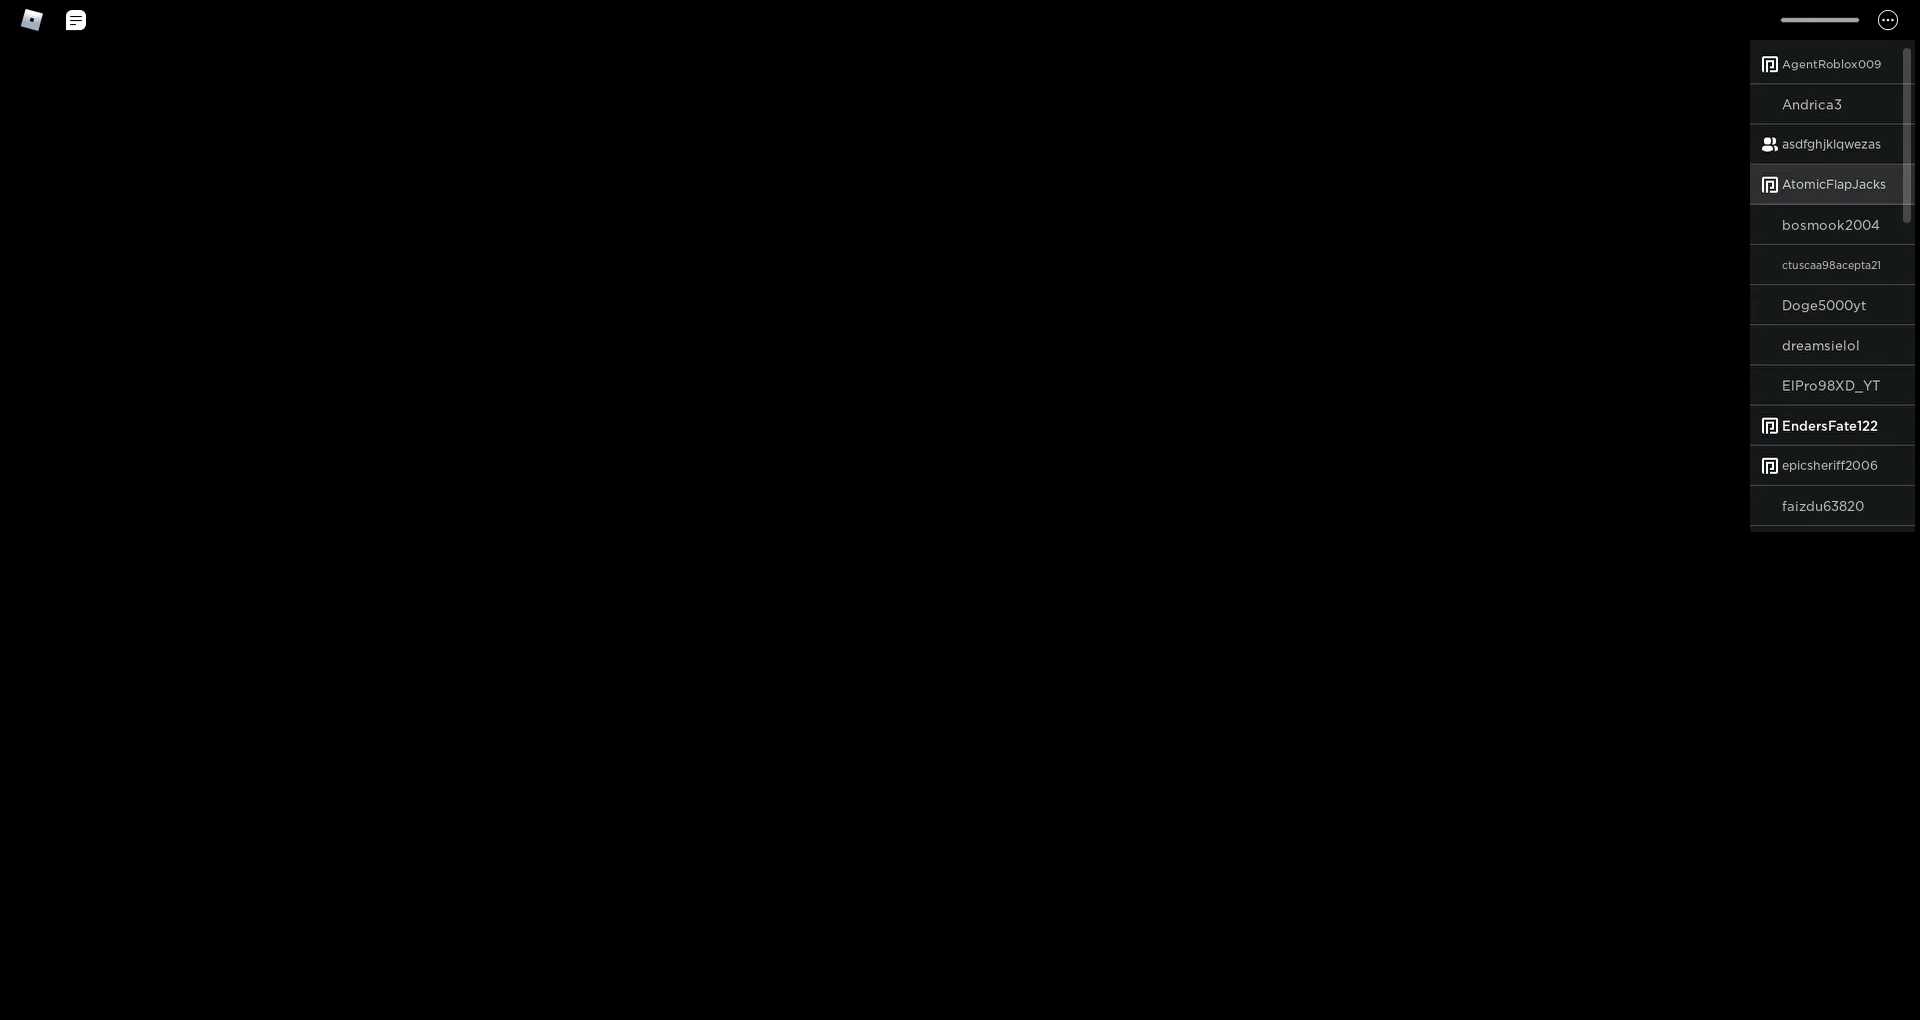 AgentRoblox009
Andrica3
asdfghjklqwezas
AtomicFlapJacks
bosmook2004
ctuscaa98acepta21
Doge5000yt
dreamsielol
ElPro98XD_YT
EndersFate122
epicsheriff2006
faizdu63820